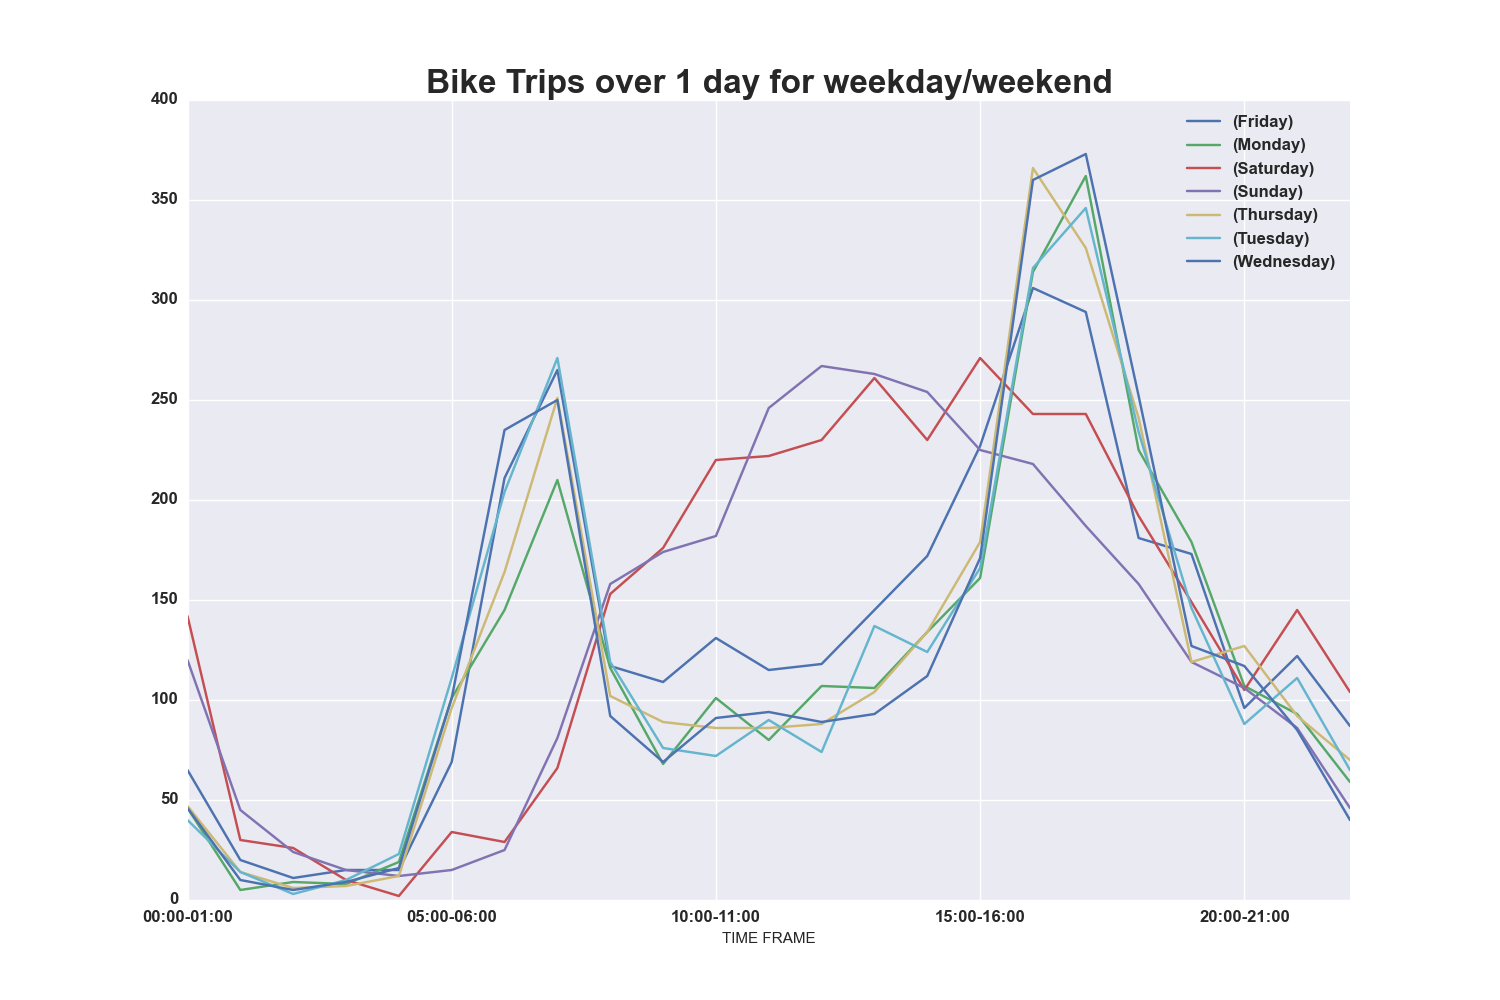 Bike Trips over 1 day for weekday/weekend
400
350
300
250
200
150
100
50
0
(Friday)
(Monday)
(Saturday)
(Sunday)
(Thursday)
(Tuesday)
(Wednesday)
00:00-01:00 05:00-06:00 10:00-11:00 15:00-16:00 20:00-21:00
TIME FRAME